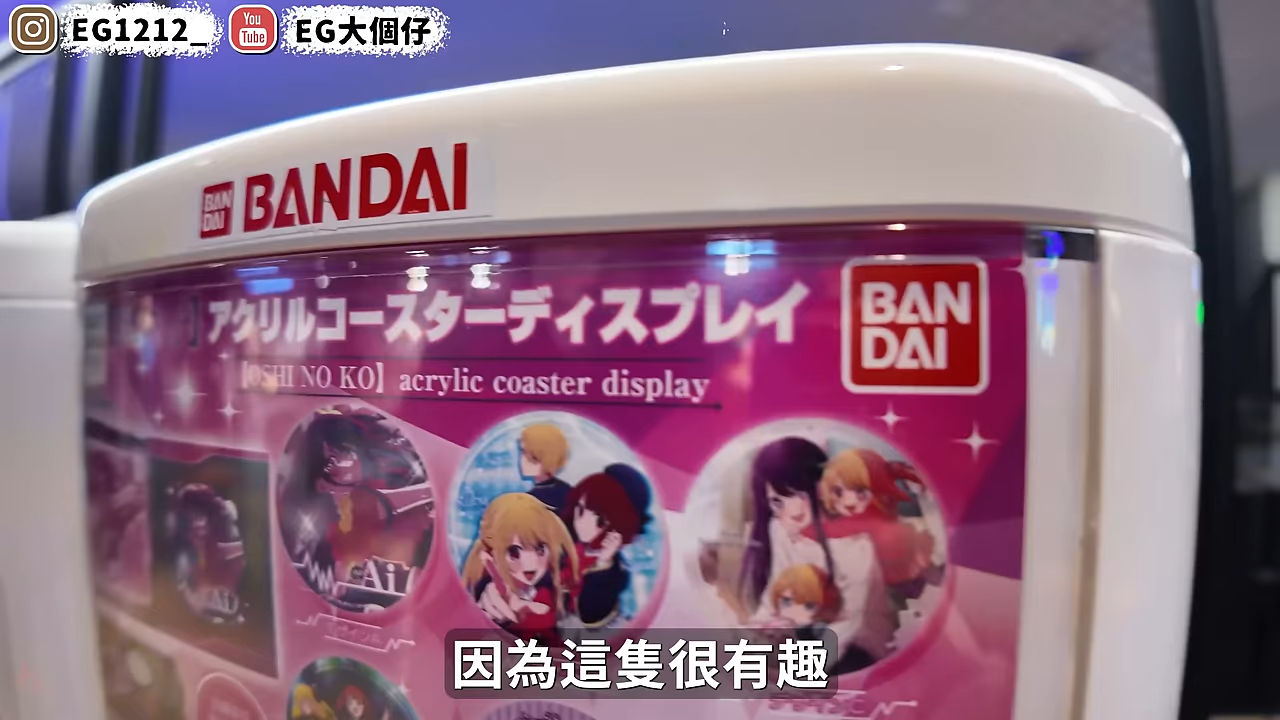 EG1212_
You Tube
EG大個仔
BAN
DAI
BANDAI
】アクリルコースターディスプレイ
BAN
DAI
【OSHI NO KO】 acrylic coaster display
Ai
因為這隻很有趣